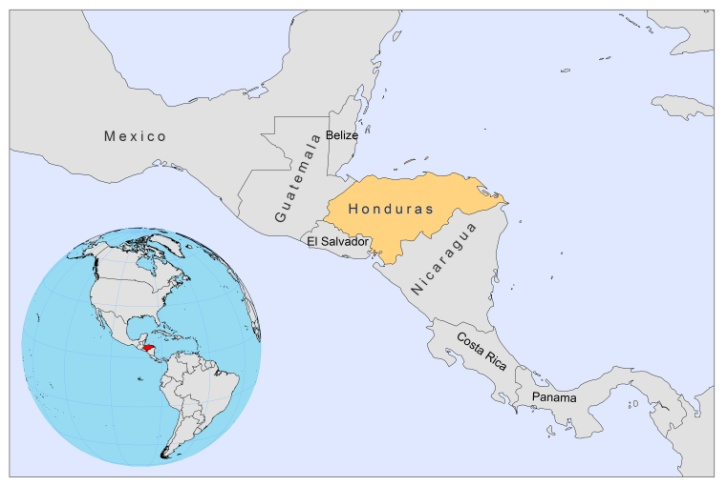 Mexico
Belize
Guatemala
Honduras
El Salvador
Nicaragua
Costa Rica
Panama